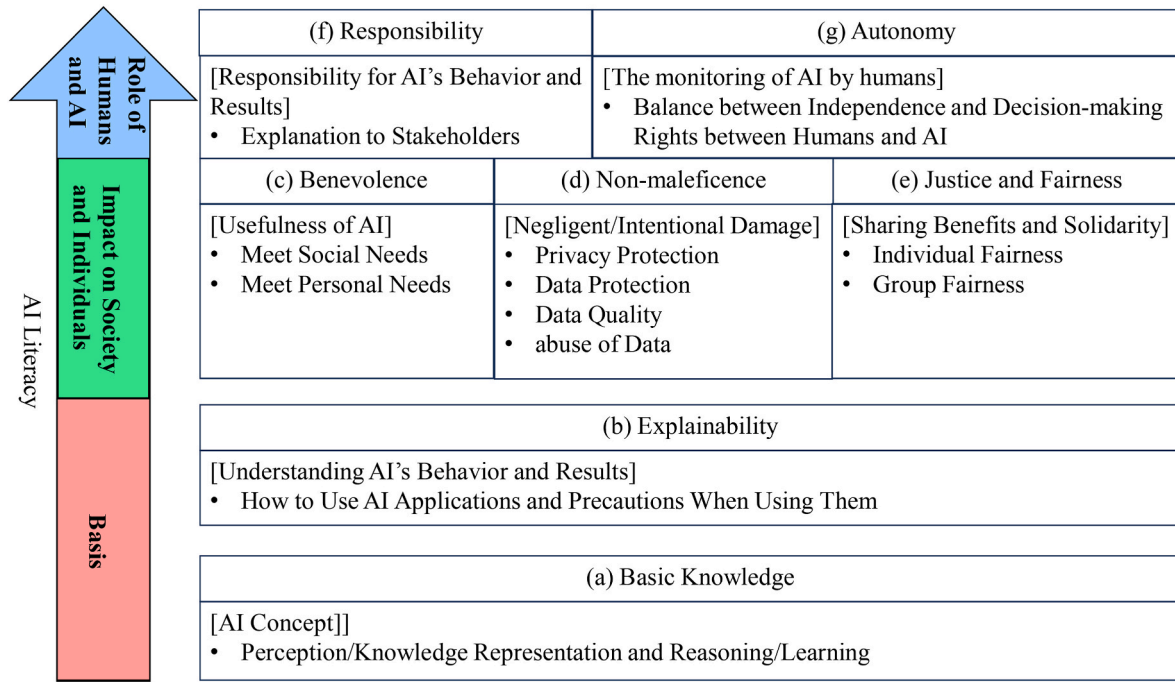 Role of
Humans
and AI
Impact on Society
and Individuals
Basis
AI Literacy
(f) Responsibility
[Responsibility for AI's Behavior and
Results]
• Explanation to Stakeholders
(g) Autonomy
[The monitoring of AI by humans]
• Balance between Independence and Decision-making
Rights between Humans and AI
(c) Benevolence
[Usefulness of AI]
• Meet Social Needs
• Meet Personal Needs
(d) Non-maleficence
[Negligent/Intentional Damage]
• Privacy Protection
• Data Protection
• Data Quality
• abuse of Data
(e) Justice and Fairness
[Sharing Benefits and Solidarity]
• Individual Fairness
• Group Fairness
(b) Explainability
[Understanding AI's Behavior and Results]
• How to Use AI Applications and Precautions When Using Them
(a) Basic Knowledge
[AI Concept]]
• Perception/Knowledge Representation and Reasoning/Learning